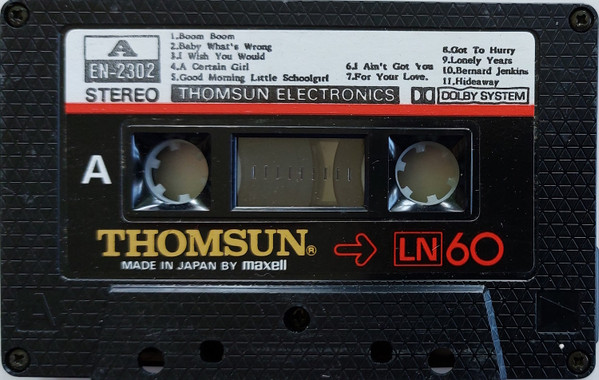 A
EN-2302
STEREO
1.Boom Boom
2.Baby What's Wrong
3.I Wish You Would
4.A Certain Girl
5.Good Morning Little Schoolgirl
6.I Ain't Got You
7.For Your Love.
8.Got To Hurry
9.Lonely Years
10.Bernard Jenkins
11.Hideaway
THOMSUN ELECTRONICS
DOLBY SYSTEM
A
THOMSUN®
MADE IN JAPAN BY maxell
LN 60